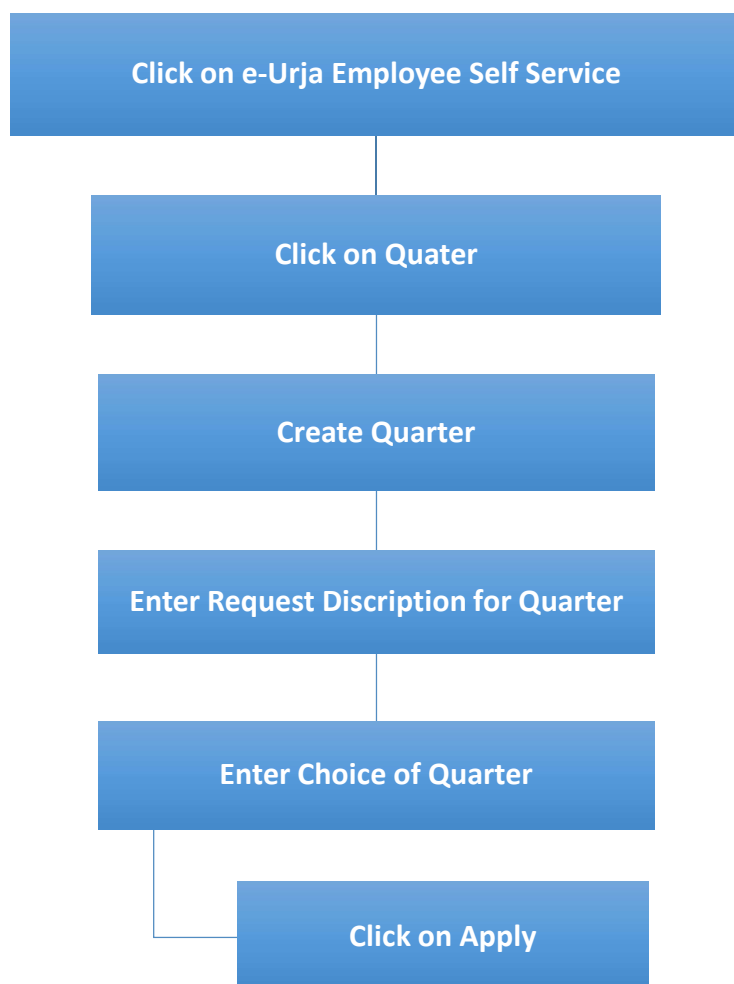 Click on e-Urja Employee Self Service
Click on Quater
Create Quarter
Enter Request Discription for Quarter
Enter Choice of Quarter
Click on Apply